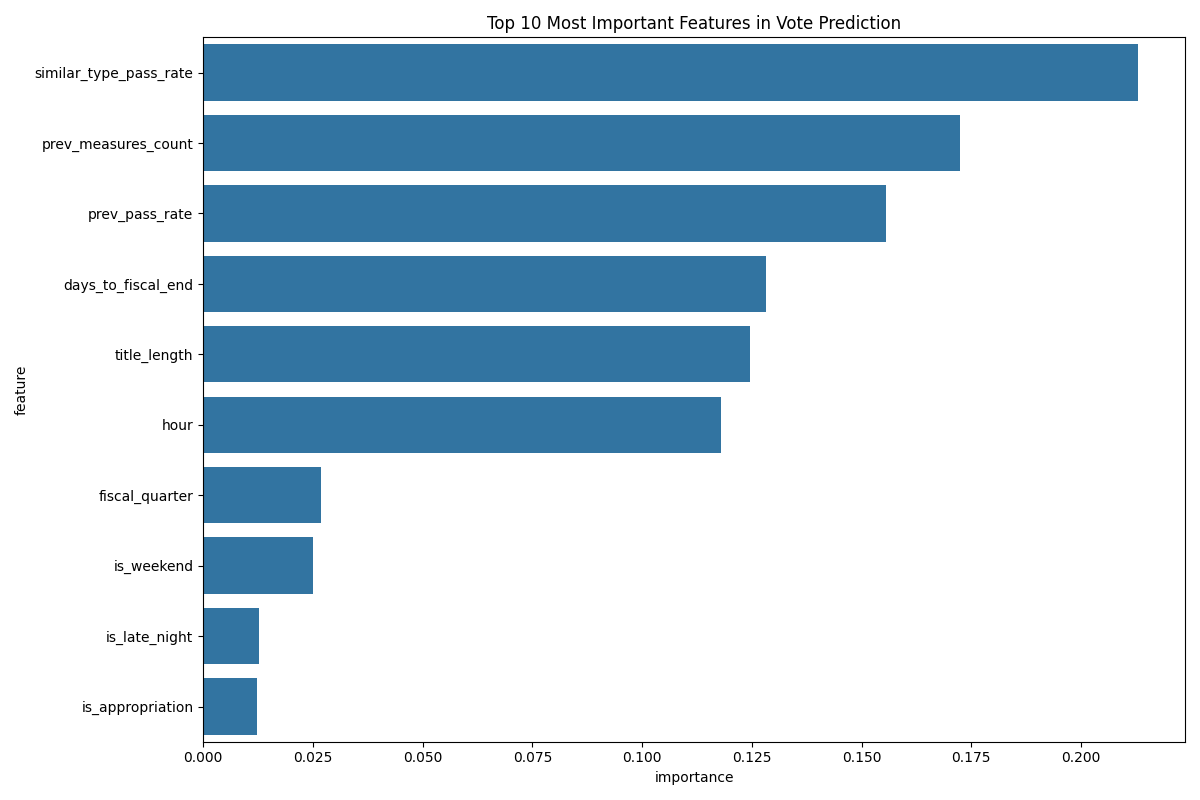 Top 10 Most Important Features in Vote Prediction
similar_type_pass_rate
prev_measures_count
prev_pass_rate
days_to_fiscal_end
title_length
hour
fiscal_quarter
is_weekend
is_late_night
is_appropriation
feature
0.000 0.025 0.050 0.075 0.100 0.125 0.150 0.175 0.200
importance